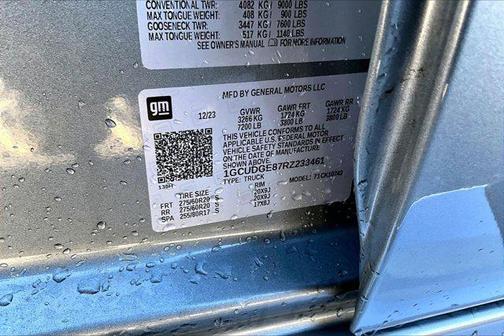 CONVENTIONAL TWR: 4082 KG / 9000 LBS
MAX TONGUE WEIGHT: 408 KG / 900 LBS
GOOSENECK TWR: 3447 KG / 7600 LBS
MAX TONGUE WEIGHT: 517 KG / 1140 LBS
SEE OWNER'S MANUAL FOR MORE INFORMATION
gm
MFD BY GENERAL MOTORS LLC
12/23 GVWR GAWR FRT GAWR RR
3266 KG 1724 KG 1724 KG
7200 LB 3800 LB 3800 LB
THIS VEHICLE CONFORMS TO ALL
APPLICABLE U.S. FEDERAL MOTOR
VEHICLE SAFETY STANDARDS IN
EFFECT ON THE DATE OF MANUFACTURE
SHOWN ABOVE.
1GCUDGE87RZ233461
TYPE: TRUCK MODEL:
TIRE SIZE RIM
FRT 275/60R20 S 20X9J
RR 275/60R20 S 20X9J
SPA 255/80R17 S 17X8J